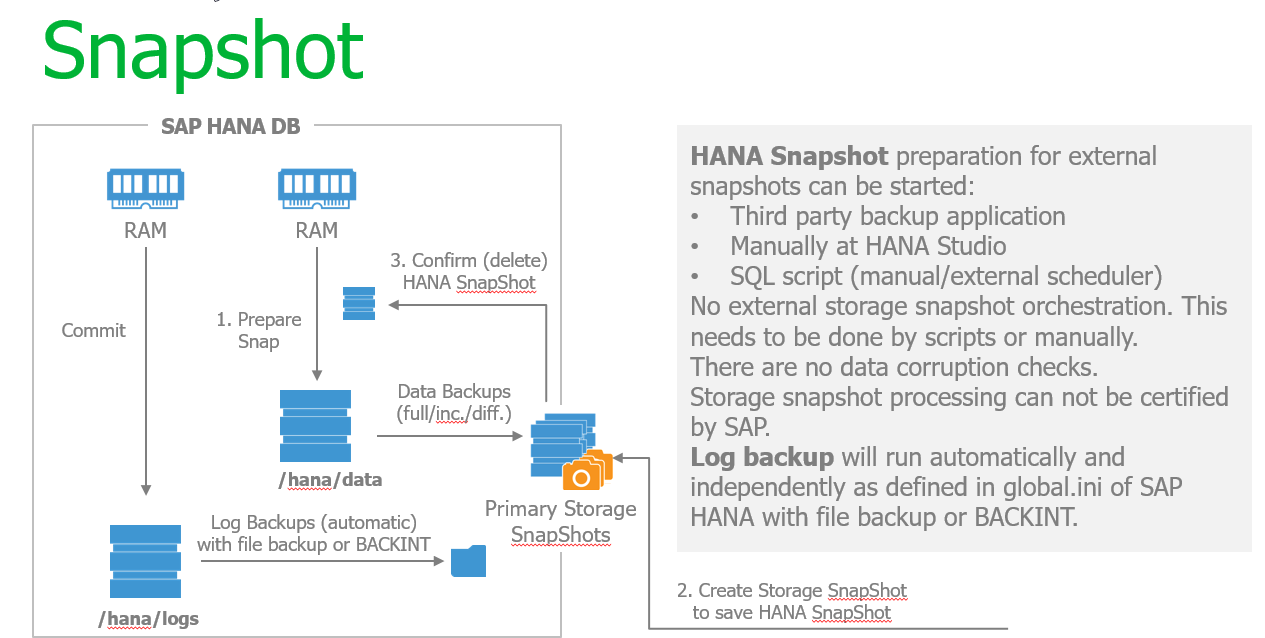 Snapshot
SAP HANA DB
RAM
RAM
Commit
1. Prepare
Snap
3. Confirm (delete)
HANA SnapShot
Data Backups
(full/inc./diff.)
/hana/data
Primary Storage
SnapShots
Log Backups (automatic)
with file backup or BACKINT
/hana/logs
2. Create Storage SnapShot
to save HANA SnapShot
HANA Snapshot preparation for external
snapshots can be started:
• Third party backup application
• Manually at HANA Studio
• SQL script (manual/external scheduler)
No external storage snapshot orchestration. This
needs to be done by scripts or manually.
There are no data corruption checks.
Storage snapshot processing can not be certified
by SAP.
Log backup will run automatically and
independently as defined in global.ini of SAP
HANA with file backup or BACKINT.